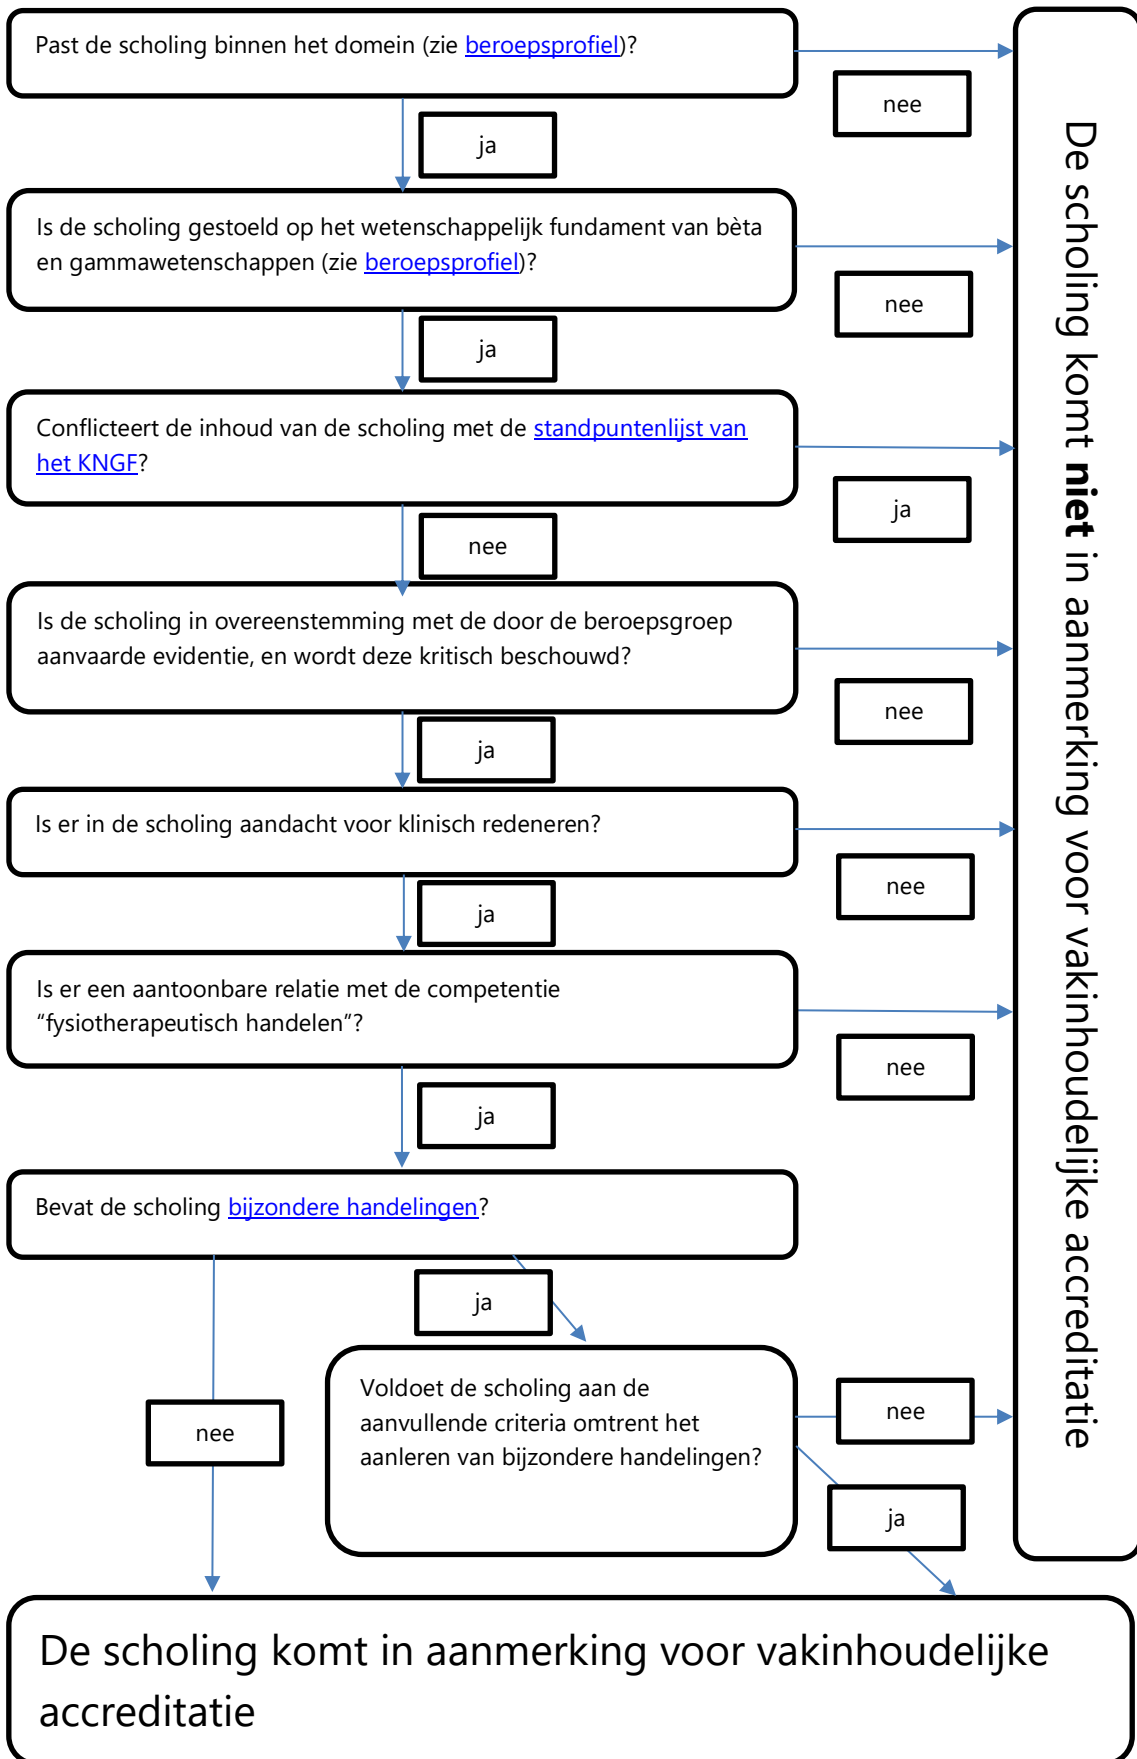 Past de scholing binnen het domein (zie beroepsprofiel)?
nee
ja
Is de scholing gestoeld op het wetenschappelijk fundament van bèta
en gammawetenschappen (zie beroepsprofiel)?
nee
ja
Conflicteert de inhoud van de scholing met de standpuntenlijst van
het KNGF?
ja
nee
Is de scholing in overeenstemming met de door de beroepsgroep
aanvaarde evidentie, en wordt deze kritisch beschouwd?
nee
ja
Is er in de scholing aandacht voor klinisch redeneren?
nee
ja
Is er een aantoonbare relatie met de competentie
“fysiotherapeutisch handelen”?
nee
ja
Bevat de scholing bijzondere handelingen?
ja
nee
Voldoet de scholing aan de
aanvullende criteria omtrent het
aanleren van bijzondere handelingen?
nee
ja
De scholing komt niet in aanmerking voor vakinhoudelijke accreditatie
De scholing komt in aanmerking voor vakinhoudelijke
accreditatie